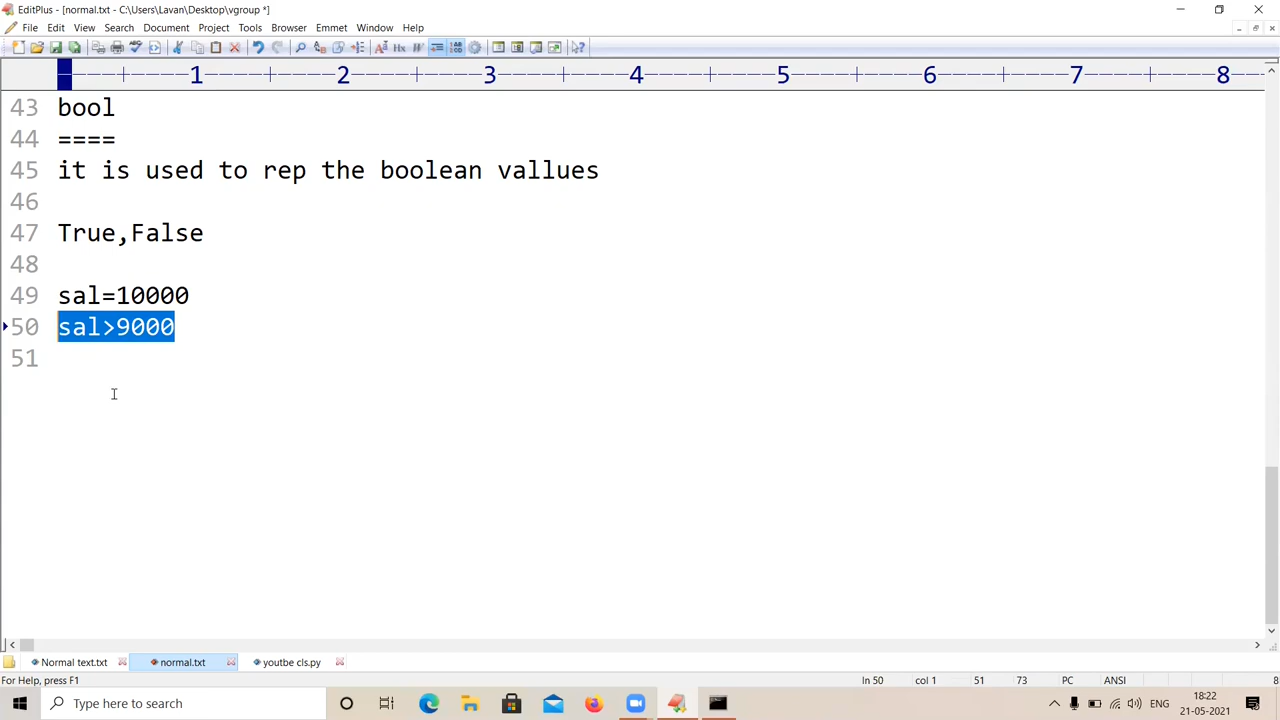 EditPlus - [normal.txt - C:\Users\Lavan\Desktop\vgroup *]
File Edit View Search Document Project Tools Browser Emmet Window Help
1 2 3 4 5 6 7 8
43 bool
44 ====
45 it is used to rep the boolean vallues
46
47 True,False
48
49 sal=10000
50 sal>9000
51
Normal text.txt normal.txt youtbe cls.py
For Help, press F1 ln 50 col 1 51 73 PC ANSI 8
Type here to search ENG 18:22
21-05-2021